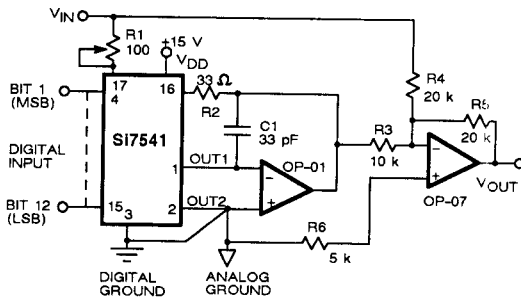 VIN
R1
100
+15 V
VDD
33 Ω
R2
R4
20 k
R5
20 k
BIT 1
(MSB)
17
4
16
Si7541
C1
33 pF
R3
10 k
OP-01
DIGITAL
INPUT
1
OUT1
−
+
−
+
VOUT
OP-07
BIT 12
(LSB)
15
3
2
OUT2
R6
5 k
DIGITAL
GROUND
ANALOG
GROUND